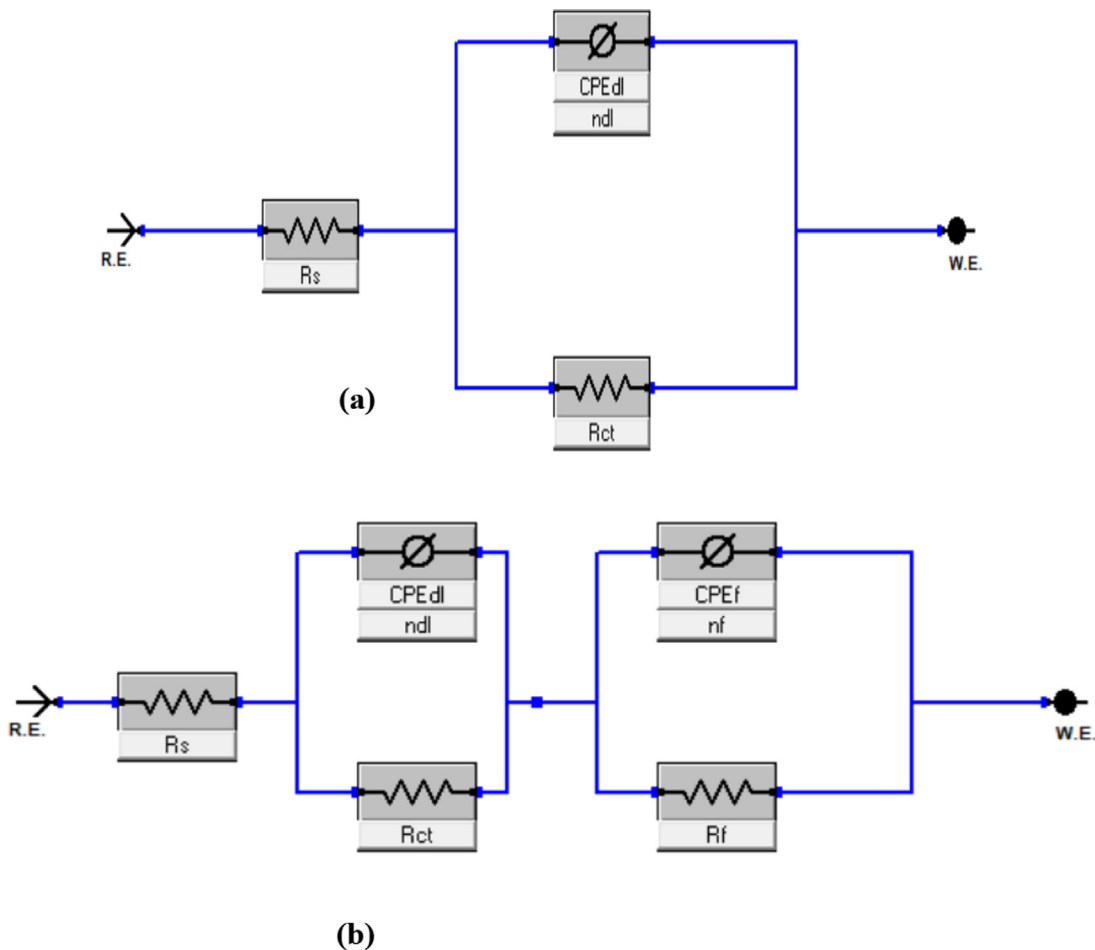 CPEdl
ndl
R.E.
Rs
W.E.
Rct
(a)
CPEdl
ndl
CPEf
nf
R.E.
Rs
W.E.
Rct
Rf
(b)